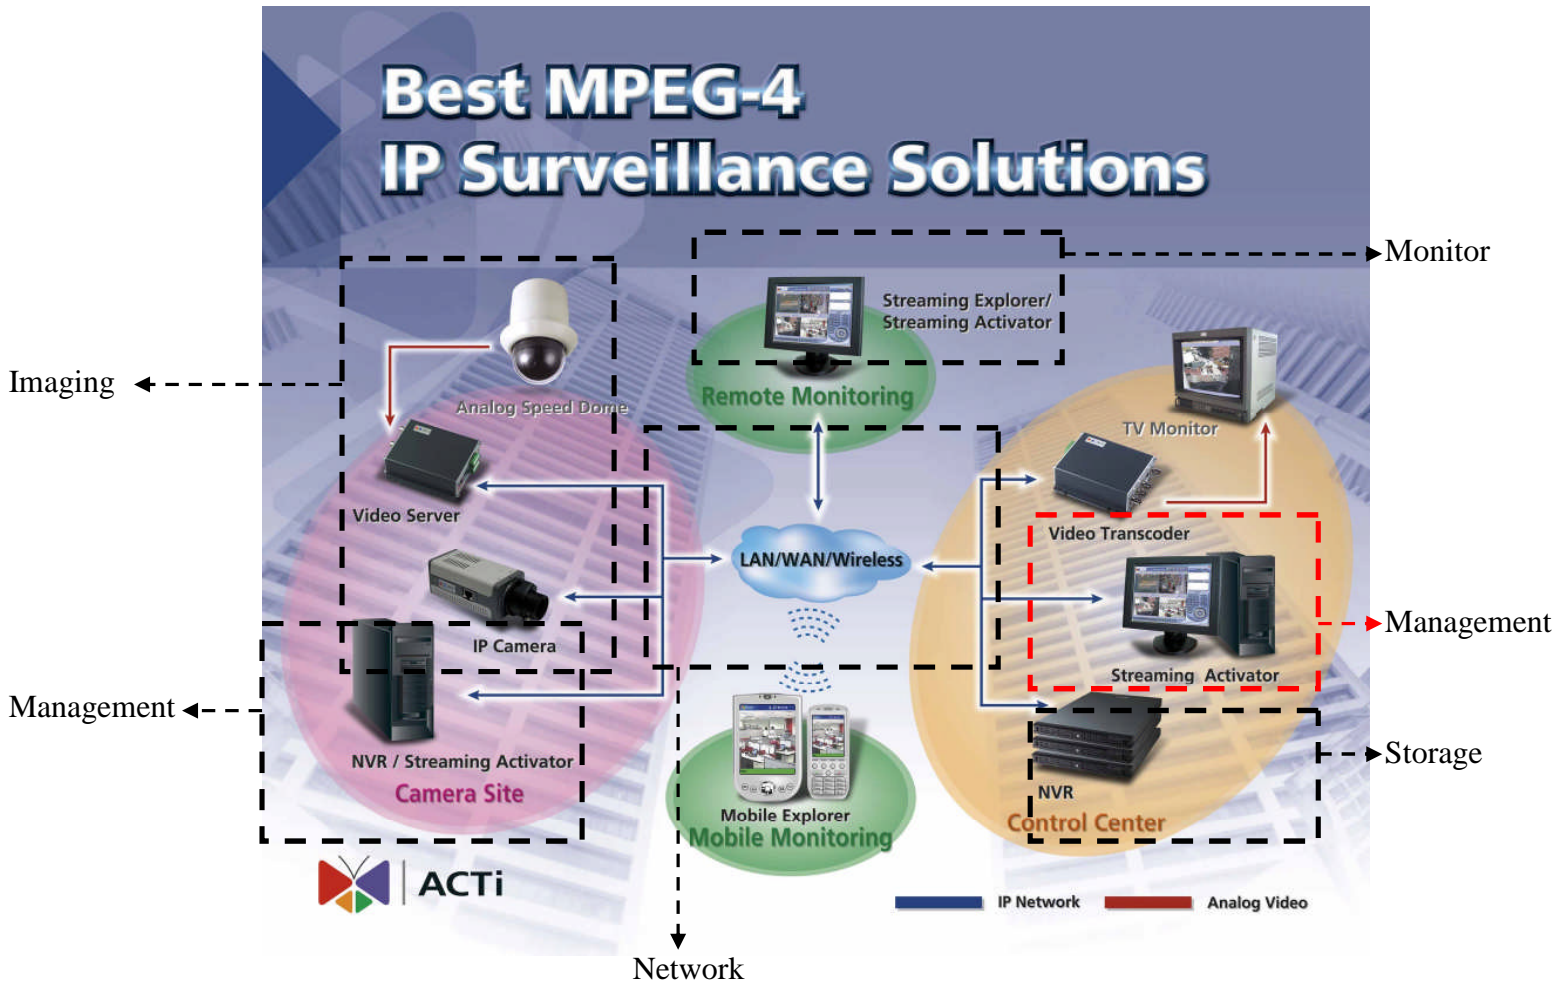 Best MPEG-4
IP Surveillance Solutions
Monitor
Streaming Explorer/
Streaming Activator
Remote Monitoring
Imaging
Analog Speed Dome
TV Monitor
Video Server
Video Transcoder
LAN/WAN/Wireless
IP Camera
Management
Streaming Activator
Management
NVR / Streaming Activator
Camera Site
Storage
NVR
Control Center
Mobile Explorer
Mobile Monitoring
ACTi
IP Network
Analog Video
Network